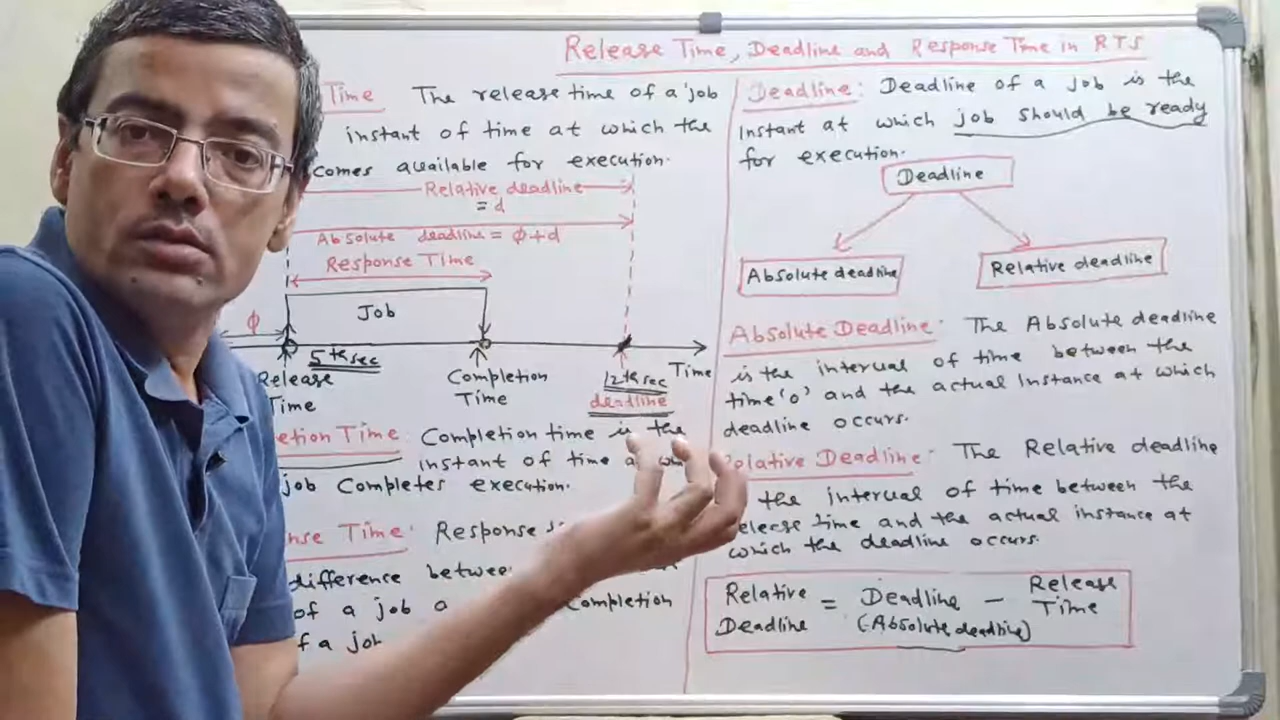 Release Time, Deadline and Response Time in RTS
Time The release time of a job
instant of time at which the
comes available for execution.
Relative deadline
= d
Absolute deadline = ϕ+d
Response Time
Job
ϕ
5th sec
Release
Time
Completion
Time
12th sec
deadline
Time
etion Time: Completion time is the
instant of time a wh
job Completes execution.
nse Time: Response
difference betwee
of a job a Completion
f a job
Deadline: Deadline of a job is the
instant at which job should be ready
for execution.
Deadline
Absolute deadline
Relative deadline
Absolute Deadline: The Absolute deadline
is the interval of time between the
time '0' and the actual instance at which
deadline occurs.
Relative Deadline: The Relative deadline
the interval of time between the
elease time and the actual instance at
which the deadline occurs.
Relative Deadline = Deadline (Absolute deadline) - Release Time